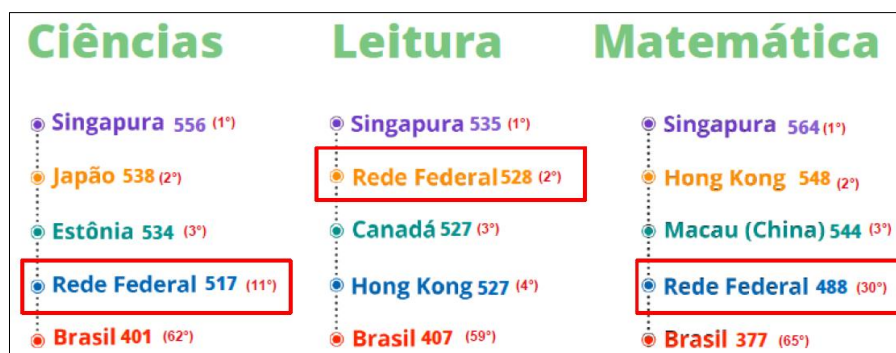 Ciências
Singapura 556 (1°)
Japão 538 (2°)
Estônia 534 (3°)
Rede Federal 517 (11°)
Brasil 401 (62°)
Leitura
Singapura 535 (1°)
Rede Federal 528 (2°)
Canadá 527 (3°)
Hong Kong 527 (4°)
Brasil 407 (59°)
Matemática
Singapura 564 (1°)
Hong Kong 548 (2°)
Macau (China) 544 (3°)
Rede Federal 488 (30°)
Brasil 377 (65°)